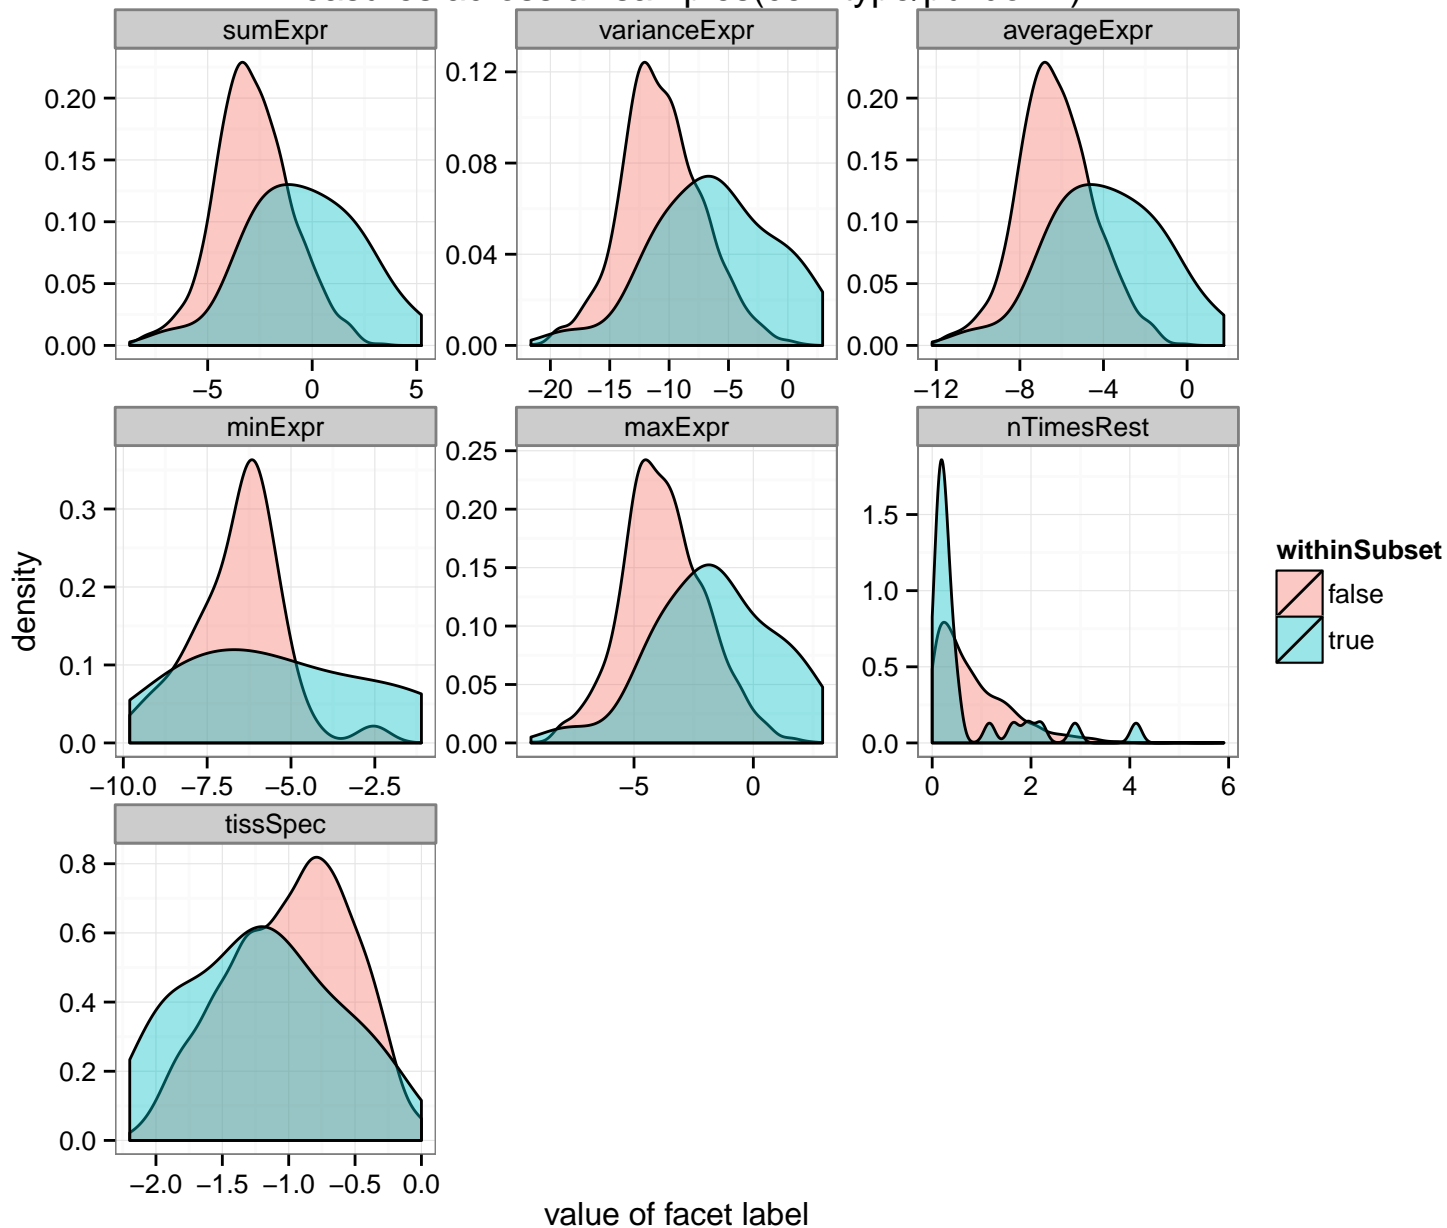 sumExpr varianceExpr averageExpr
0.20
0.15
0.10
0.05
0.00
−5 0 5
0.12
0.08
0.04
0.00
−20 −15 −10 −5 0
0.20
0.15
0.10
0.05
0.00
−12 −8 −4 0
minExpr maxExpr nTimesRest
0.3
0.2
0.1
0.0
−10.0 −7.5 −5.0 −2.5
0.25
0.20
0.15
0.10
0.05
0.00
−5 0
1.5
1.0
0.5
0.0
0 2 4 6
tissSpec
0.8
0.6
0.4
0.2
0.0
−2.0 −1.5 −1.0 −0.5 0.0
density
value of facet label
withinSubset
false
true